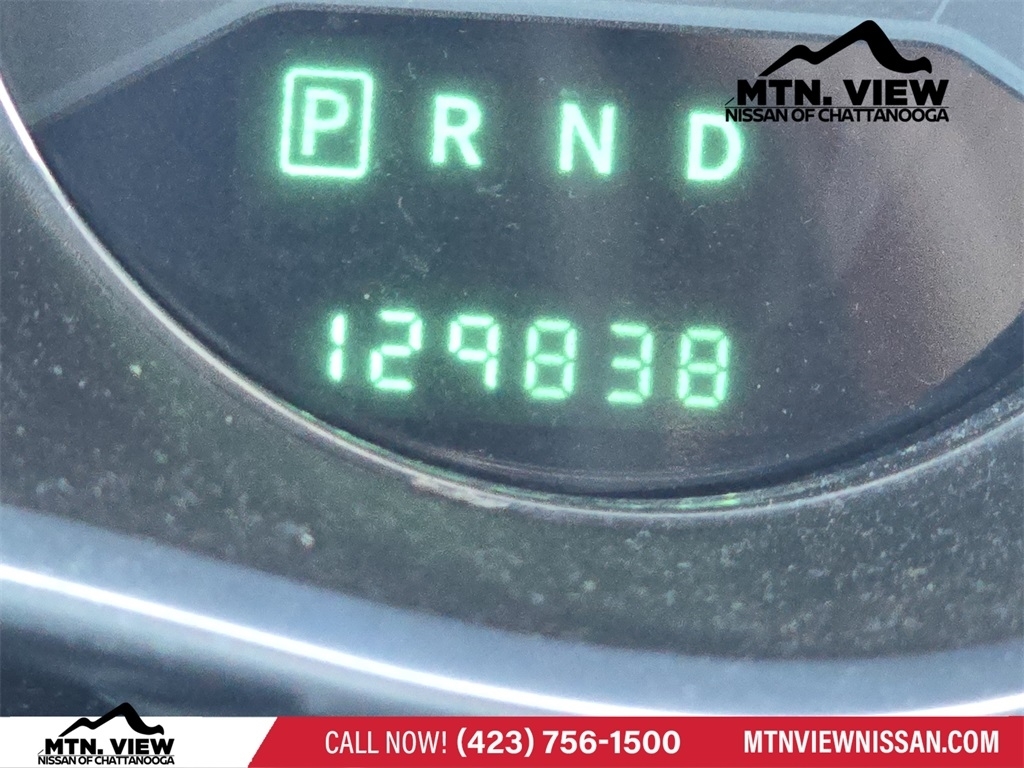 MTN. VIEW
NISSAN OF CHATTANOOGA
P R N D
129838
MTN. VIEW
NISSAN OF CHATTANOOGA
CALL NOW! (423) 756-1500
MTNVIEWNISSAN.COM